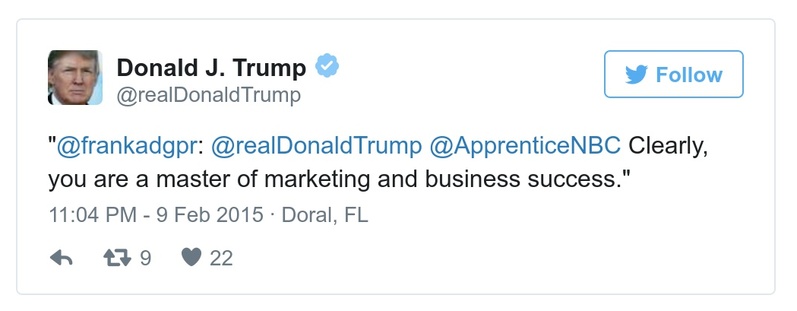 Donald J. Trump
@realDonaldTrump
Follow
"@frankadgpr: @realDonaldTrump @ApprenticeNBC Clearly,
you are a master of marketing and business success."
11:04 PM - 9 Feb 2015 · Doral, FL
9 22